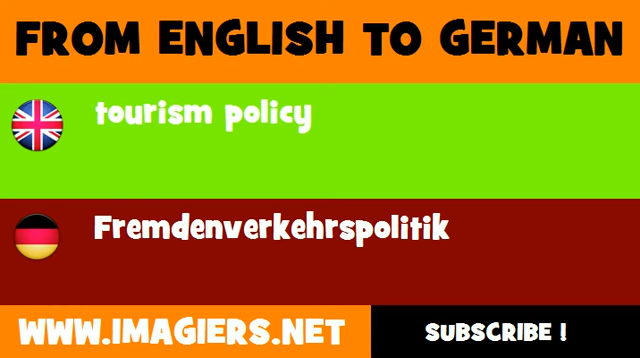 FROM ENGLISH TO GERMAN
tourism policy
Fremdenverkehrspolitik
WWW.IMAGIERS.NET
SUBSCRIBE !